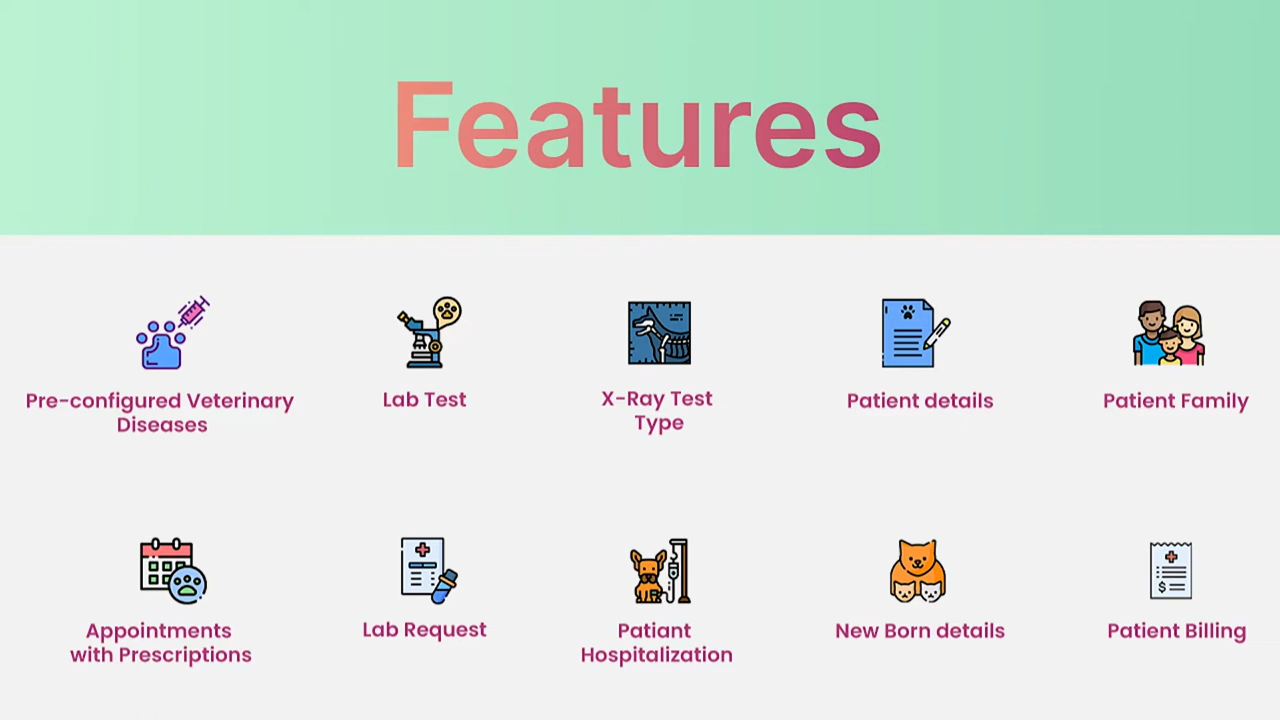 Features
Pre-configured Veterinary
Diseases
Lab Test
X-Ray Test
Type
Patient details
Patient Family
Appointments
with Prescriptions
Lab Request
Patiant
Hospitalization
New Born details
$
Patient Billing